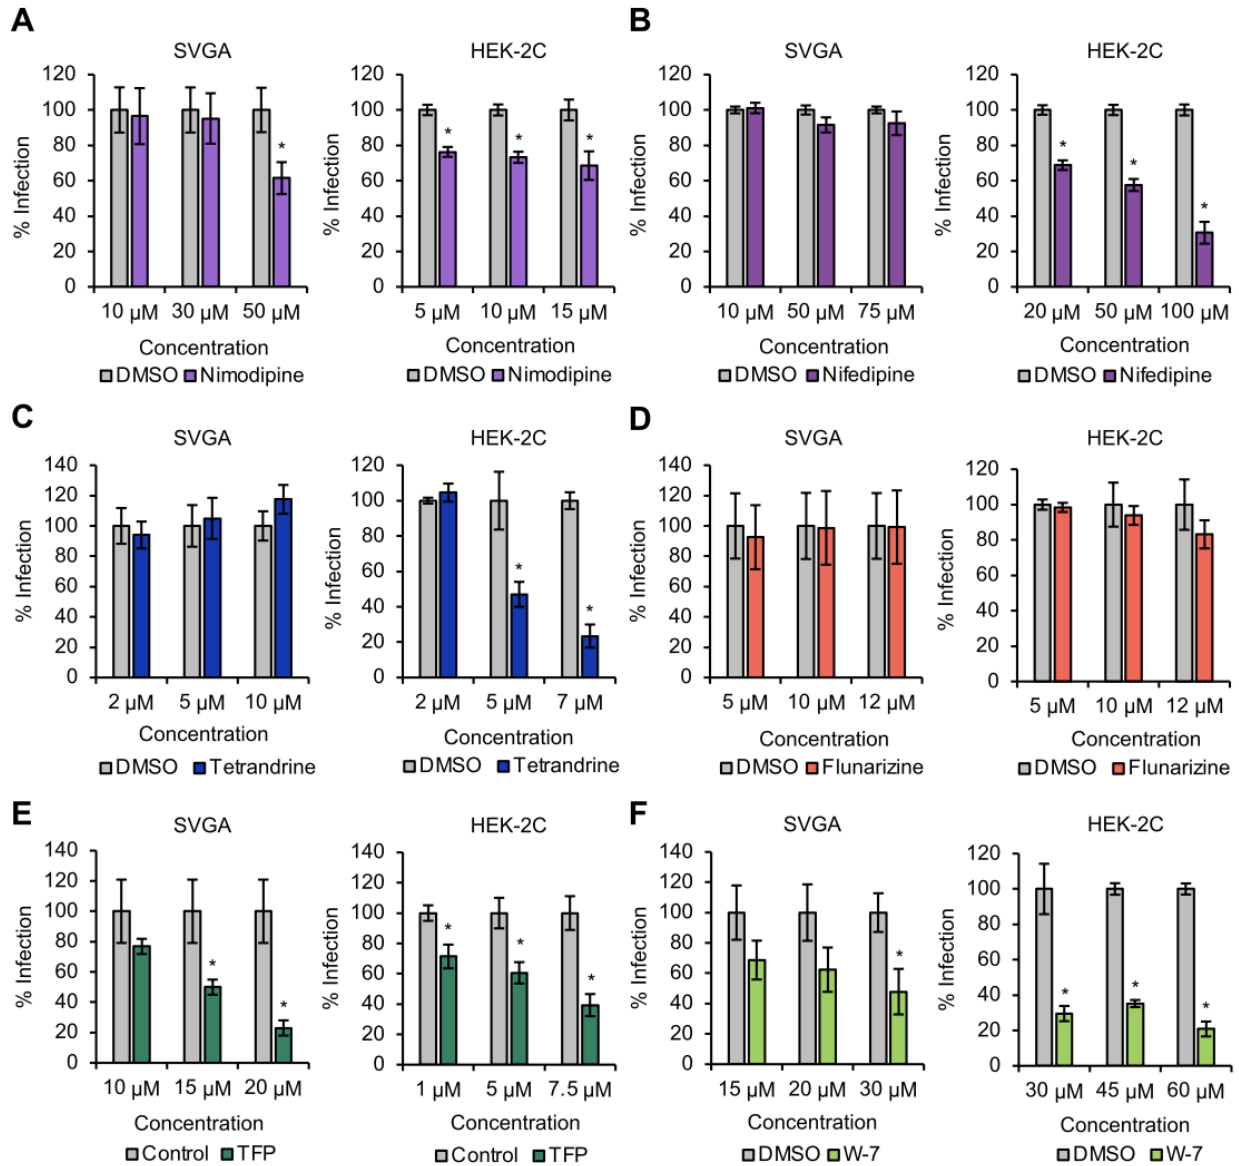 A
B
SVGA
HEK-2C
SVGA
HEK-2C
120
100
80
60
40
20
0
% Infection
*
10 µM 30 µM 50 µM
Concentration
DMSO Nimodipine
120
100
80
60
40
20
0
% Infection
* * *
5 µM 10 µM 15 µM
Concentration
DMSO Nimodipine
120
100
80
60
40
20
0
% Infection
10 µM 50 µM 75 µM
Concentration
DMSO Nifedipine
120
100
80
60
40
20
0
% Infection
* * *
20 µM 50 µM 100 µM
Concentration
DMSO Nifedipine
C
D
SVGA
HEK-2C
SVGA
HEK-2C
140
120
100
80
60
40
20
0
% Infection
2 µM 5 µM 10 µM
Concentration
DMSO Tetrandrine
120
100
80
60
40
20
0
% Infection
* *
2 µM 5 µM 7 µM
Concentration
DMSO Tetrandrine
140
120
100
80
60
40
20
0
% Infection
5 µM 10 µM 12 µM
Concentration
DMSO Flunarizine
120
100
80
60
40
20
0
% Infection
5 µM 10 µM 12 µM
Concentration
DMSO Flunarizine
E
F
SVGA
HEK-2C
SVGA
HEK-2C
140
120
100
80
60
40
20
0
% Infection
* *
10 µM 15 µM 20 µM
Concentration
Control TFP
140
120
100
80
60
40
20
0
% Infection
* * *
1 µM 5 µM 7.5 µM
Concentration
Control TFP
140
120
100
80
60
40
20
0
% Infection
*
15 µM 20 µM 30 µM
Concentration
DMSO W-7
120
100
80
60
40
20
0
% Infection
* * *
30 µM 45 µM 60 µM
Concentration
DMSO W-7